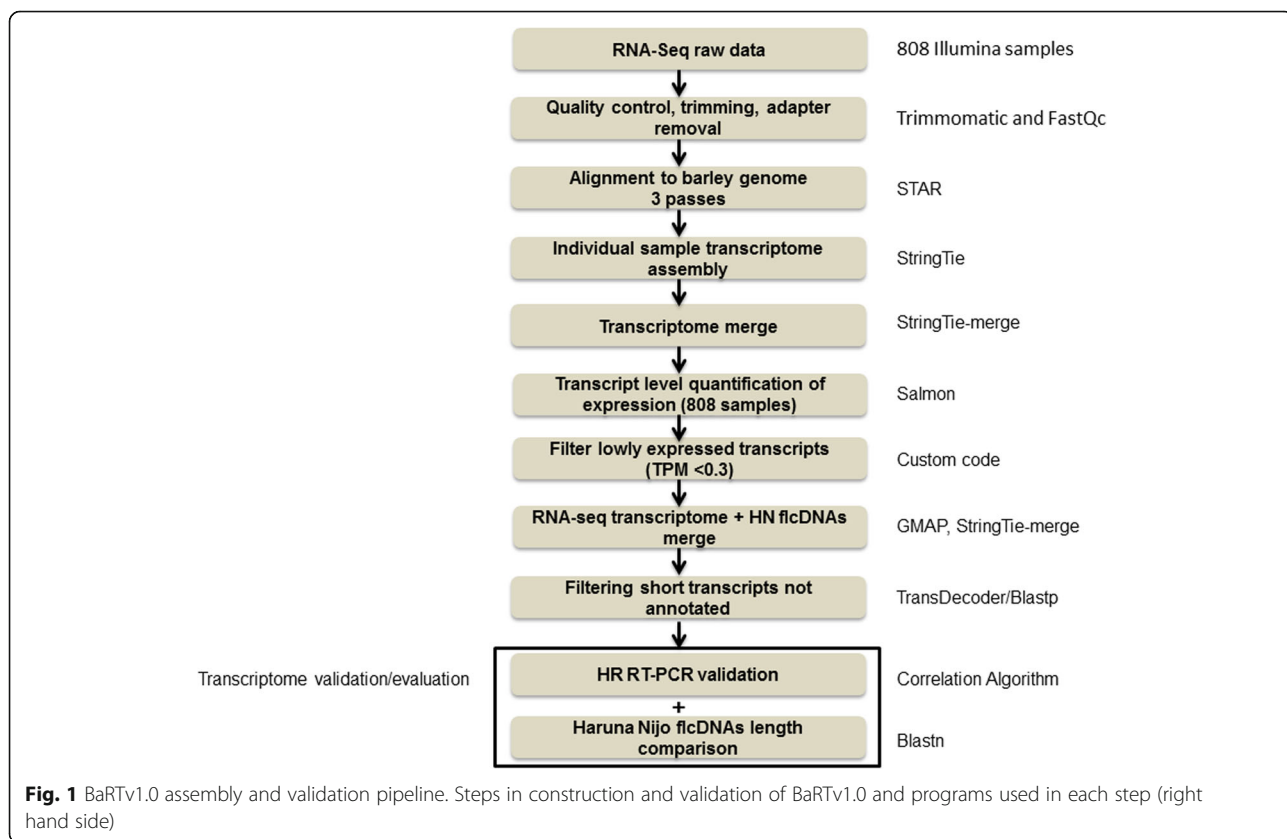 RNA-Seq raw data
808 Illumina samples
Quality control, trimming, adapter
removal
Trimmomatic and FastQc
Alignment to barley genome
3 passes
STAR
Individual sample transcriptome
assembly
StringTie
Transcriptome merge
StringTie-merge
Transcript level quantification of
expression (808 samples)
Salmon
Filter lowly expressed transcripts
(TPM <0.3)
Custom code
RNA-seq transcriptome + HN flcDNAs
merge
GMAP, StringTie-merge
Filtering short transcripts not
annotated
TransDecoder/Blastp
Transcriptome validation/evaluation
HR RT-PCR validation
Correlation Algorithm
+
Haruna Nijo flcDNAs length
comparison
Blastn
Fig. 1 BaRTv1.0 assembly and validation pipeline. Steps in construction and validation of BaRTv1.0 and programs used in each step (right
hand side)